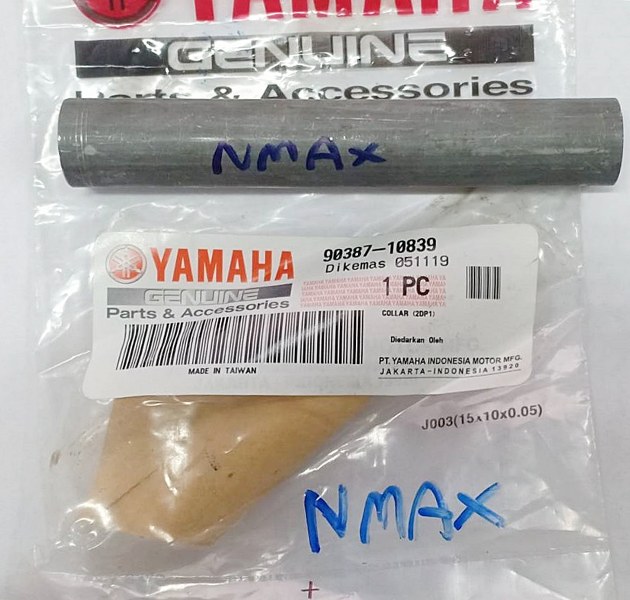 YAMAHA
GENUINE
Parts & Accessories
NMAX
YAMAHA
GENUINE
Parts & Accessories
MADE IN TAIWAN
90387-10839
Dikemas 051119
1 PC
COLLAR (2DP1)
Diedarkan Oleh
PT. YAMAHA INDONESIA MOTOR MFG.
JAKARTA-INDONESIA 13920
J003(15x10x0.05)
NMAX